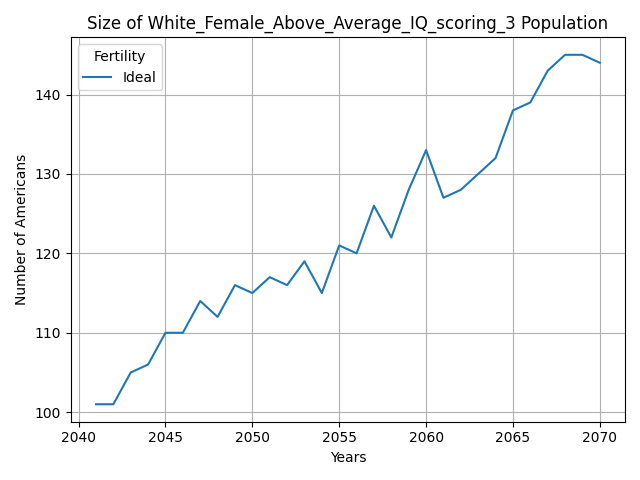 Size of White_Female_Above_Average_IQ_scoring_3 Population
Fertility
Ideal
Number of Americans
140
130
120
110
100
2040 2045 2050 2055 2060 2065 2070
Years